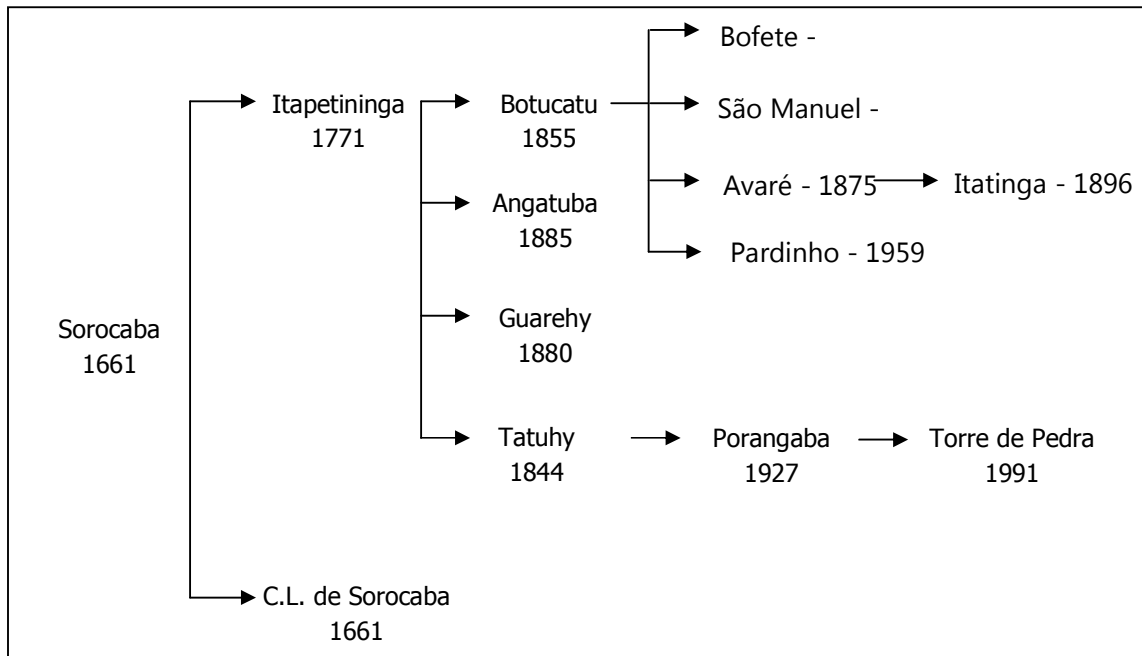 Bofete -
Itapetininga
1771
Botucatu
1855
São Manuel -
Avaré - 1875
Itatinga - 1896
Angatuba
1885
Pardinho - 1959
Guarehy
1880
Sorocaba
1661
Tatuhy
1844
Porangaba
1927
Torre de Pedra
1991
C.L. de Sorocaba
1661